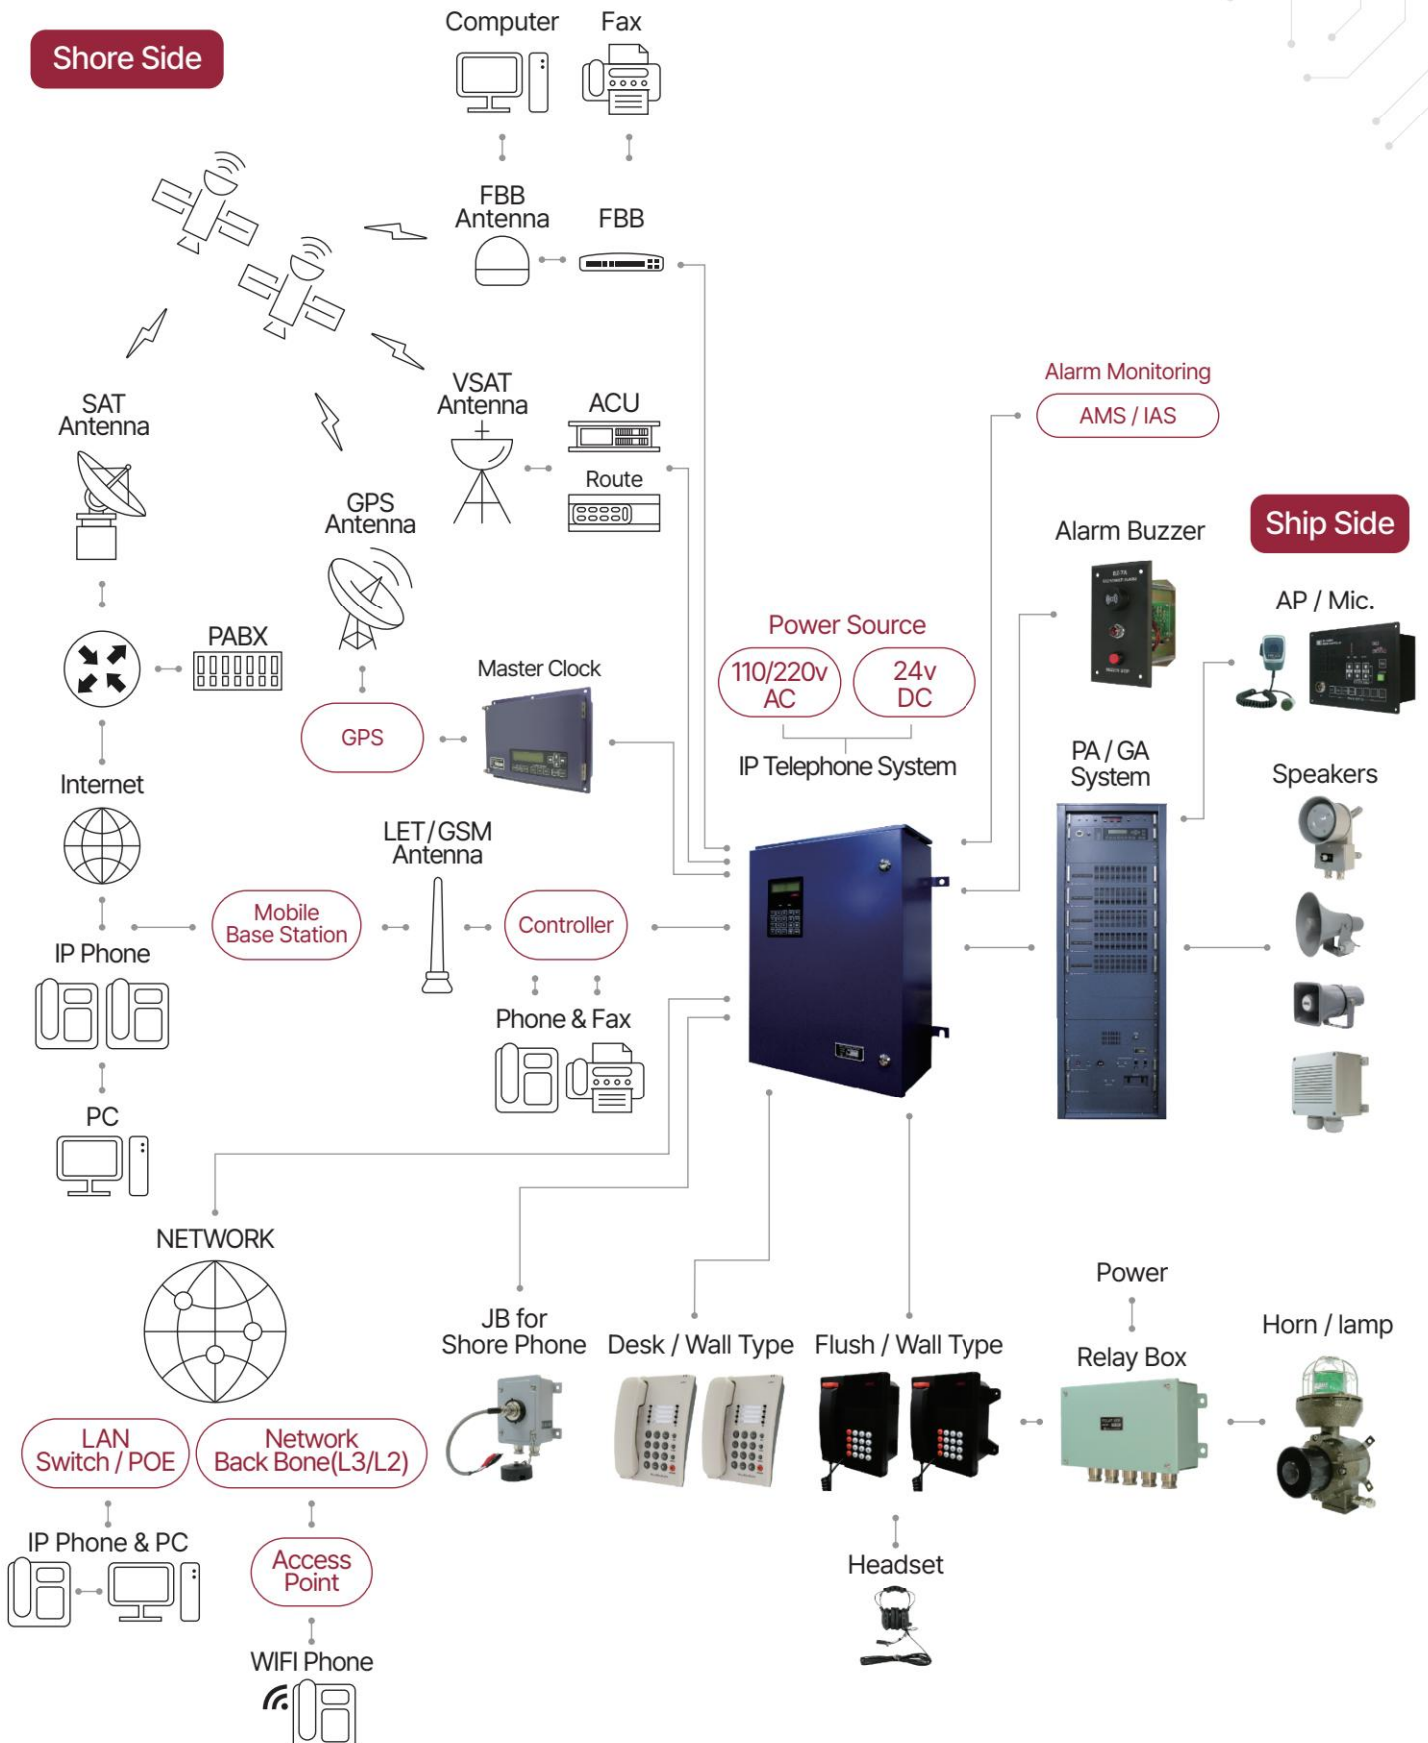 Shore Side
Computer
Fax
FBB
Antenna
FBB
SAT
Antenna
VSAT
Antenna
ACU
Route
GPS
Antenna
Alarm Monitoring
AMS / IAS
Ship Side
Alarm Buzzer
AP / Mic.
PABX
Master Clock
GPS
Power Source
110/220v
AC
24v
DC
IP Telephone System
PA / GA
System
Speakers
Internet
LET / GSM
Antenna
Mobile
Base Station
Controller
IP Phone
Phone & Fax
PC
NETWORK
JB for
Shore Phone
Desk / Wall Type
Flush / Wall Type
Power
Relay Box
Horn / lamp
LAN
Switch / POE
Network
Back Bone(L3/L2)
IP Phone & PC
Access
Point
Headset
WIFI Phone